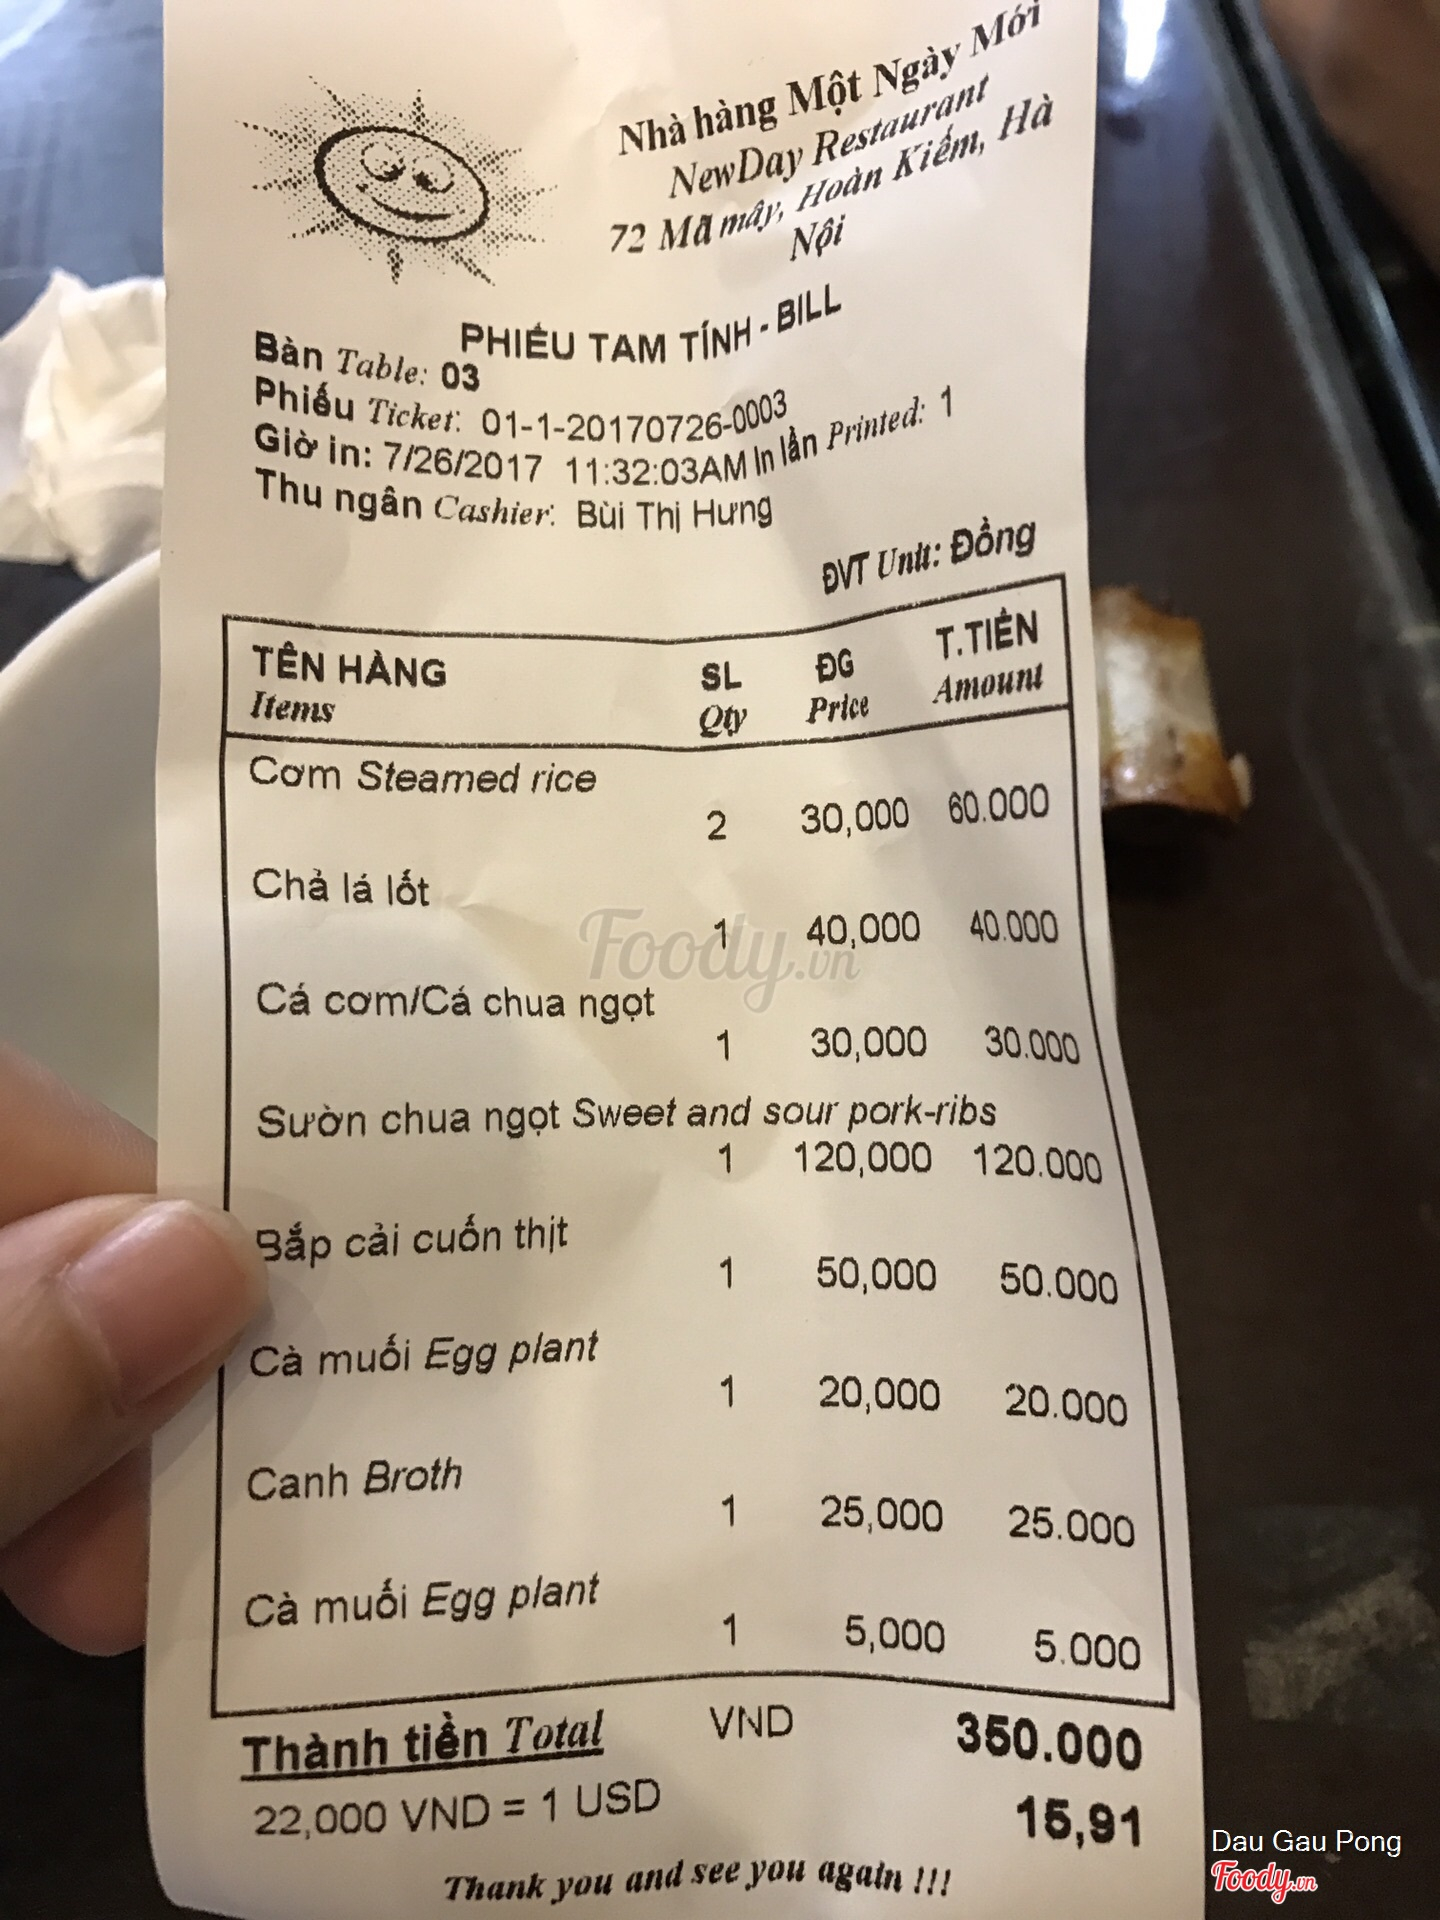 Nhà hàng Một Ngày Mới
NewDay Restaurant
72 Mã mây, Hoàn Kiếm, Hà
Nội
PHIẾU TAM TÍNH - BILL
Bàn Table: 03
Phiếu Ticket: 01-1-20170726-0003
Giờ in: 7/26/2017 11:32:03AM In lần Printed: 1
Thu ngân Cashier: Bùi Thị Hưng
ĐVT Unit: Đồng
TÊN HÀNG SL ĐG T.TIỀN
Items Qty Price Amount
Cơm Steamed rice
2 30,000 60.000
Chả lá lốt
1 40,000 40.000
Foody.vn
Cá cơm/Cá chua ngọt
1 30,000 30.000
Sườn chua ngọt Sweet and sour pork-ribs
1 120,000 120.000
Bắp cải cuốn thịt
1 50,000 50.000
Cà muối Egg plant
1 20,000 20.000
Canh Broth
1 25,000 25.000
Cà muối Egg plant
1 5,000 5.000
Thành tiền Total VND 350.000
22,000 VND = 1 USD 15,91
Thank you and see you again !!!
Dau Gau Pong
Foody.vn